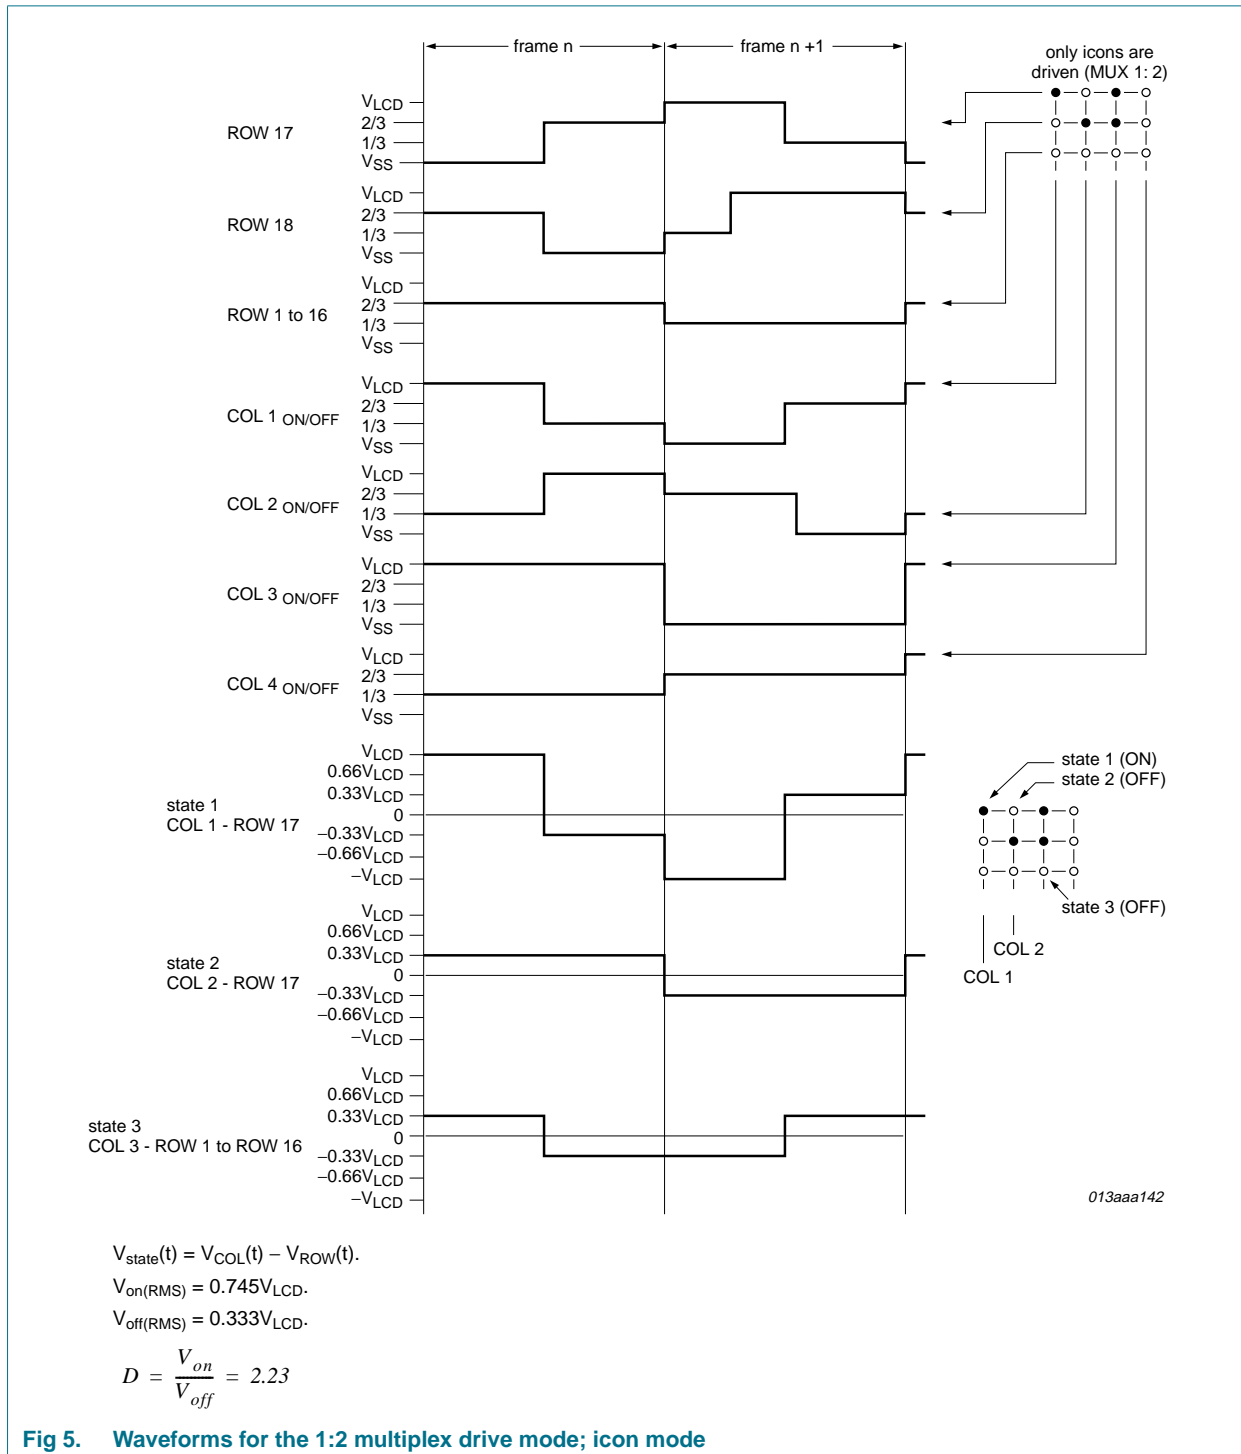 frame n
frame n +1
only icons are
driven (MUX 1: 2)
ROW 17
VLCD
2/3
1/3
VSS
ROW 18
VLCD
2/3
1/3
VSS
ROW 1 to 16
VLCD
2/3
1/3
VSS
COL 1 ON/OFF
VLCD
2/3
1/3
VSS
COL 2 ON/OFF
VLCD
2/3
1/3
VSS
COL 3 ON/OFF
VLCD
2/3
1/3
VSS
COL 4 ON/OFF
VLCD
2/3
1/3
VSS
state 1
COL 1 - ROW 17
VLCD
0.66VLCD
0.33VLCD
0
−0.33VLCD
−0.66VLCD
−VLCD
state 1 (ON)
state 2 (OFF)
state 3 (OFF)
COL 2
COL 1
state 2
COL 2 - ROW 17
VLCD
0.66VLCD
0.33VLCD
0
−0.33VLCD
−0.66VLCD
−VLCD
state 3
COL 3 - ROW 1 to ROW 16
VLCD
0.66VLCD
0.33VLCD
0
−0.33VLCD
−0.66VLCD
−VLCD
013aaa142
Vstate(t) = VCOL(t) − VROW(t).
Von(RMS) = 0.745VLCD.
Voff(RMS) = 0.333VLCD.
D = Von / Voff = 2.23
Fig 5. Waveforms for the 1:2 multiplex drive mode; icon mode